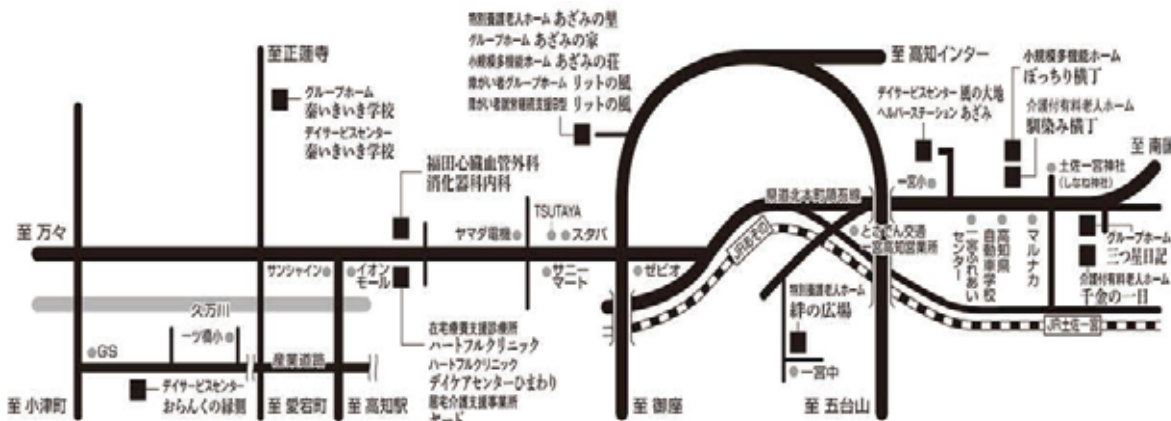 至正蓮寺
グループホーム
秦いきいき学校
デイサービスセンター
秦いきいき学校
特別養護老人ホーム あざみの里
グループホーム あざみの家
小規模多機能ホーム あざみの荘
障がい者グループホーム リットの風
障がい者就労継続支援B型 リットの風
至 高知インター
小規模多機能ホーム
ぽっちり横丁
デイサービスセンター 風の大地
ヘルパーステーション あざみ
介護付有料老人ホーム
馴染み横丁
至 南国
福田心臓血管外科
消化器科内科
一宮小
土佐一宮神社
(しなね神社)
県道北本町領石線
TSUTAYA
ヤマダ電機
スタバ
至 万々
JRあぞの
とさでん交通
一宮高知営業所
一宮ふれあい
センター
高知県
自動車学校
マルナカ
グループホーム
三つ星日記
介護付有料老人ホーム
千金の一日
サンシャイン
イオン
モール
サニー
マート
ゼビオ
特別養護老人ホーム
絆の広場
JR土佐一宮
久万川
一ツ橋小
GS
産業道路
在宅療養支援診療所
ハートフルクリニック
ハートフルクリニック
デイケアセンターひまわり
居宅介護支援事業所
一宮中
デイサービスセンター
おらんくの縁側
至 小津町
至 愛宕町
至 高知駅
至 御座
至 五台山